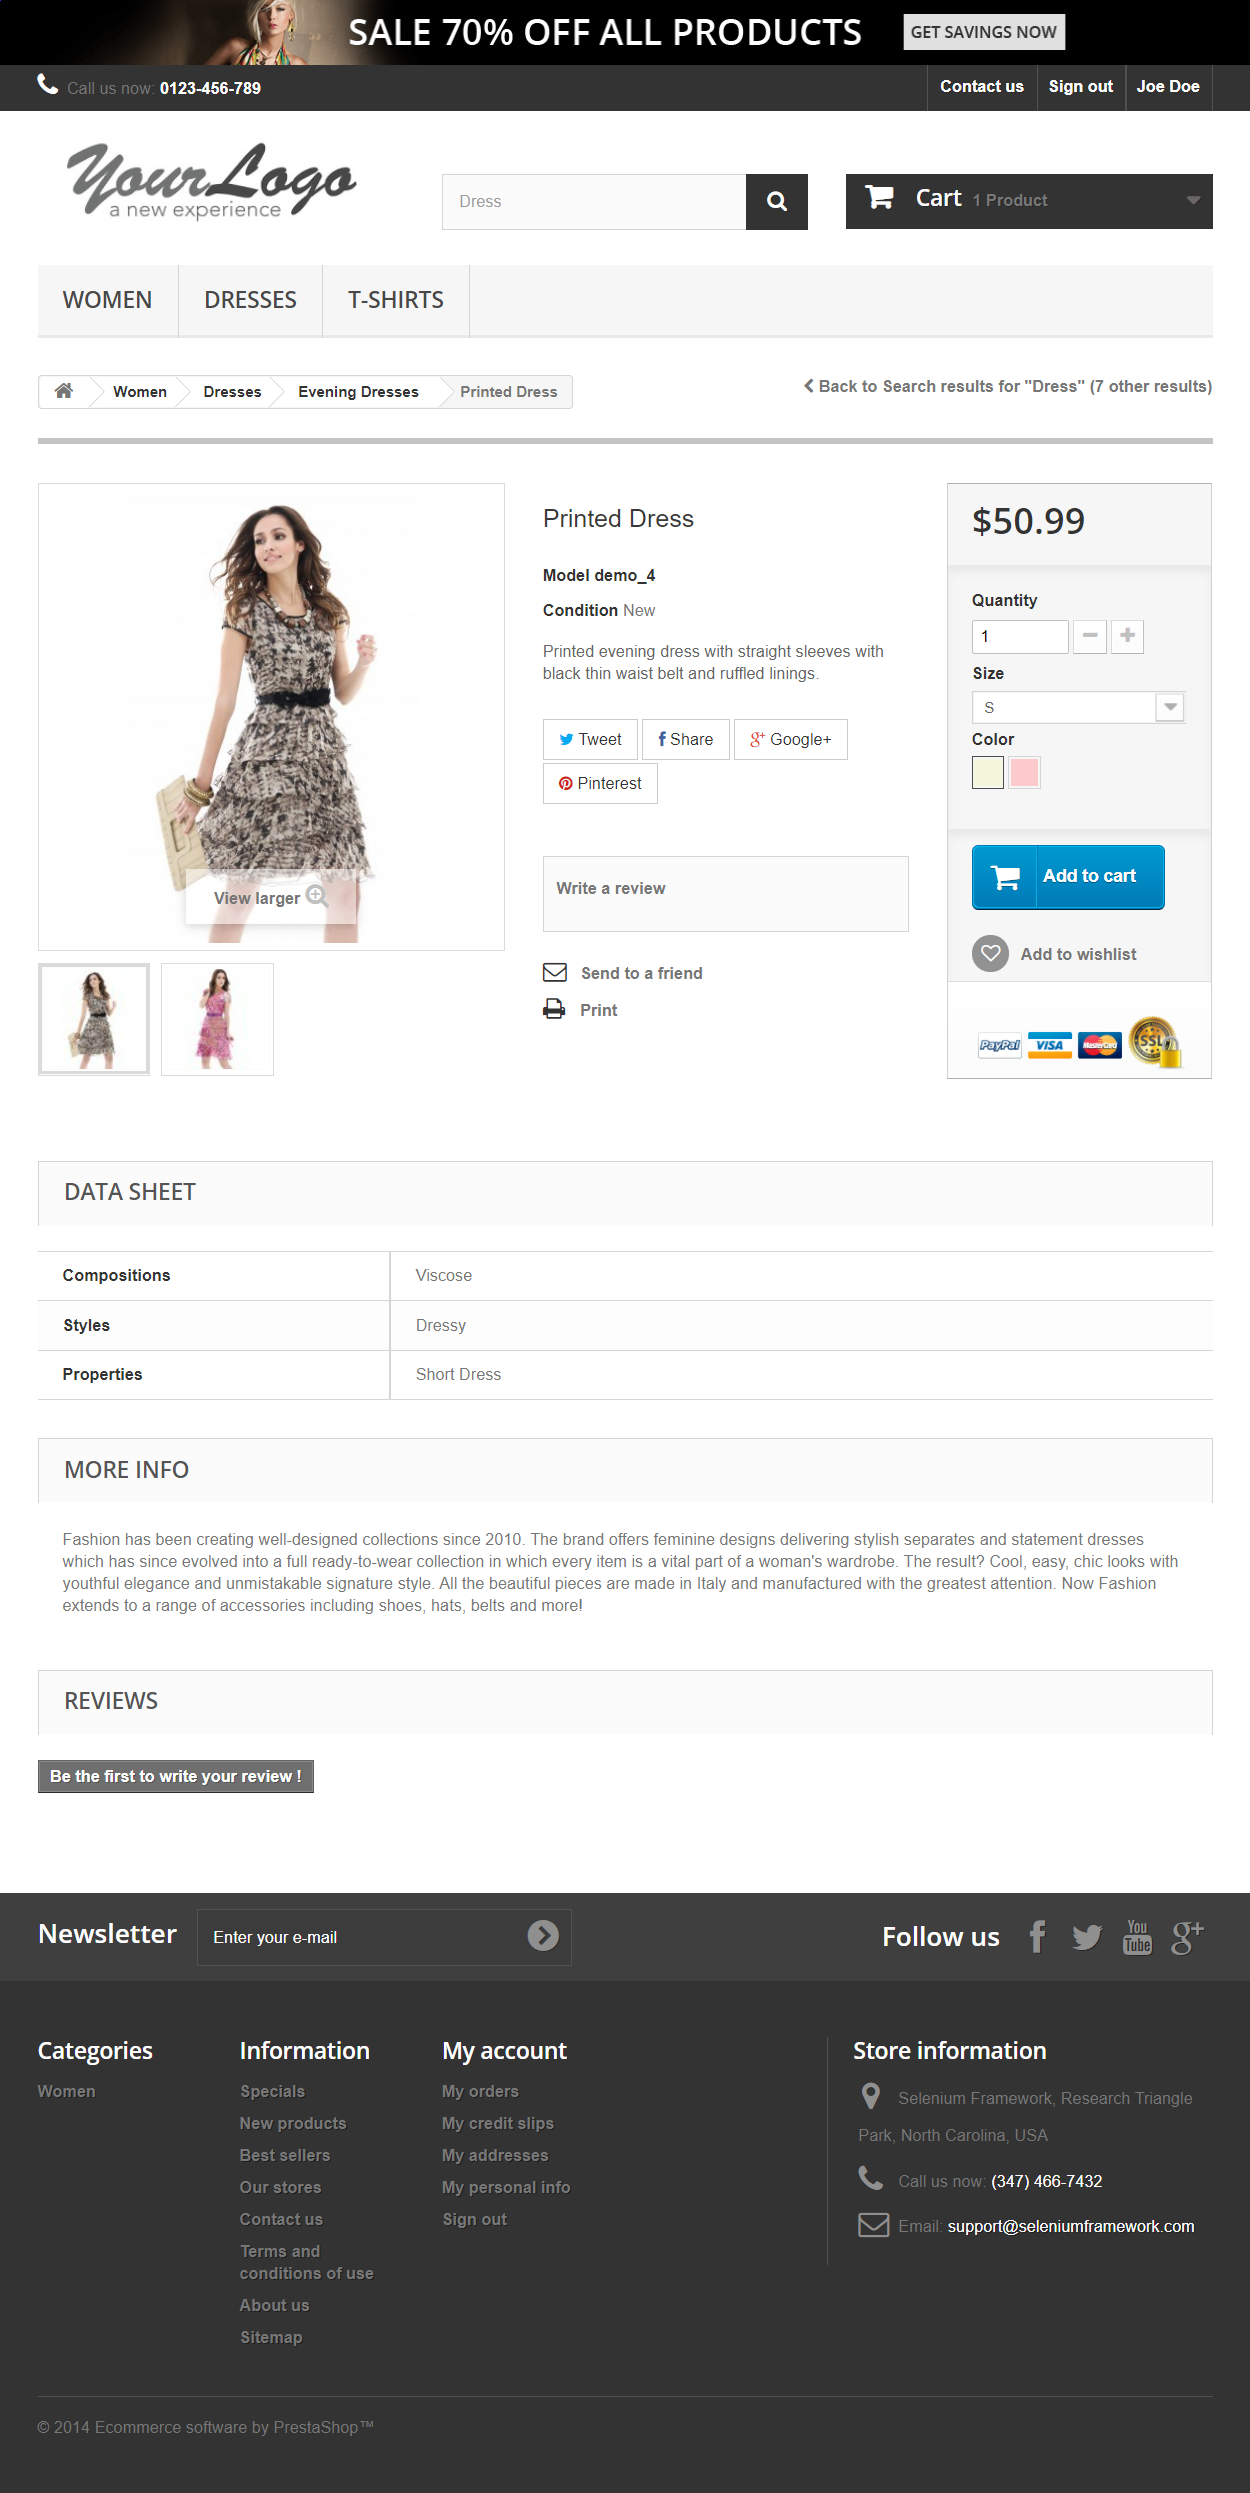 SALE 70% OFF ALL PRODUCTS GET SAVINGS NOW
Call us now: 0123-456-789 Contact us Sign out Joe Doe
YourLogo
a new experience
Dress
Cart 1 Product
WOMEN DRESSES T-SHIRTS
Women Dresses Evening Dresses Printed Dress
Back to Search results for "Dress" (7 other results)
View larger
Printed Dress
Model demo_4
Condition New
Printed evening dress with straight sleeves with
black thin waist belt and ruffled linings.
Tweet Share Google+
Pinterest
Write a review
Send to a friend
Print
$50.99
Quantity
1
Size
S
Color
Add to cart
Add to wishlist
PayPal VISA MasterCard SSL
DATA SHEET
Compositions Viscose
Styles Dressy
Properties Short Dress
MORE INFO
Fashion has been creating well-designed collections since 2010. The brand offers feminine designs delivering stylish separates and statement dresses
which has since evolved into a full ready-to-wear collection in which every item is a vital part of a woman's wardrobe. The result? Cool, easy, chic looks with
youthful elegance and unmistakable signature style. All the beautiful pieces are made in Italy and manufactured with the greatest attention. Now Fashion
extends to a range of accessories including shoes, hats, belts and more!
REVIEWS
Be the first to write your review !
Newsletter Enter your e-mail
Follow us You Tube
Categories
Women
Information
Specials
New products
Best sellers
Our stores
Contact us
Terms and
conditions of use
About us
Sitemap
My account
My orders
My credit slips
My addresses
My personal info
Sign out
Store information
Selenium Framework, Research Triangle
Park, North Carolina, USA
Call us now: (347) 466-7432
Email: support@seleniumframework.com
© 2014 Ecommerce software by PrestaShop™